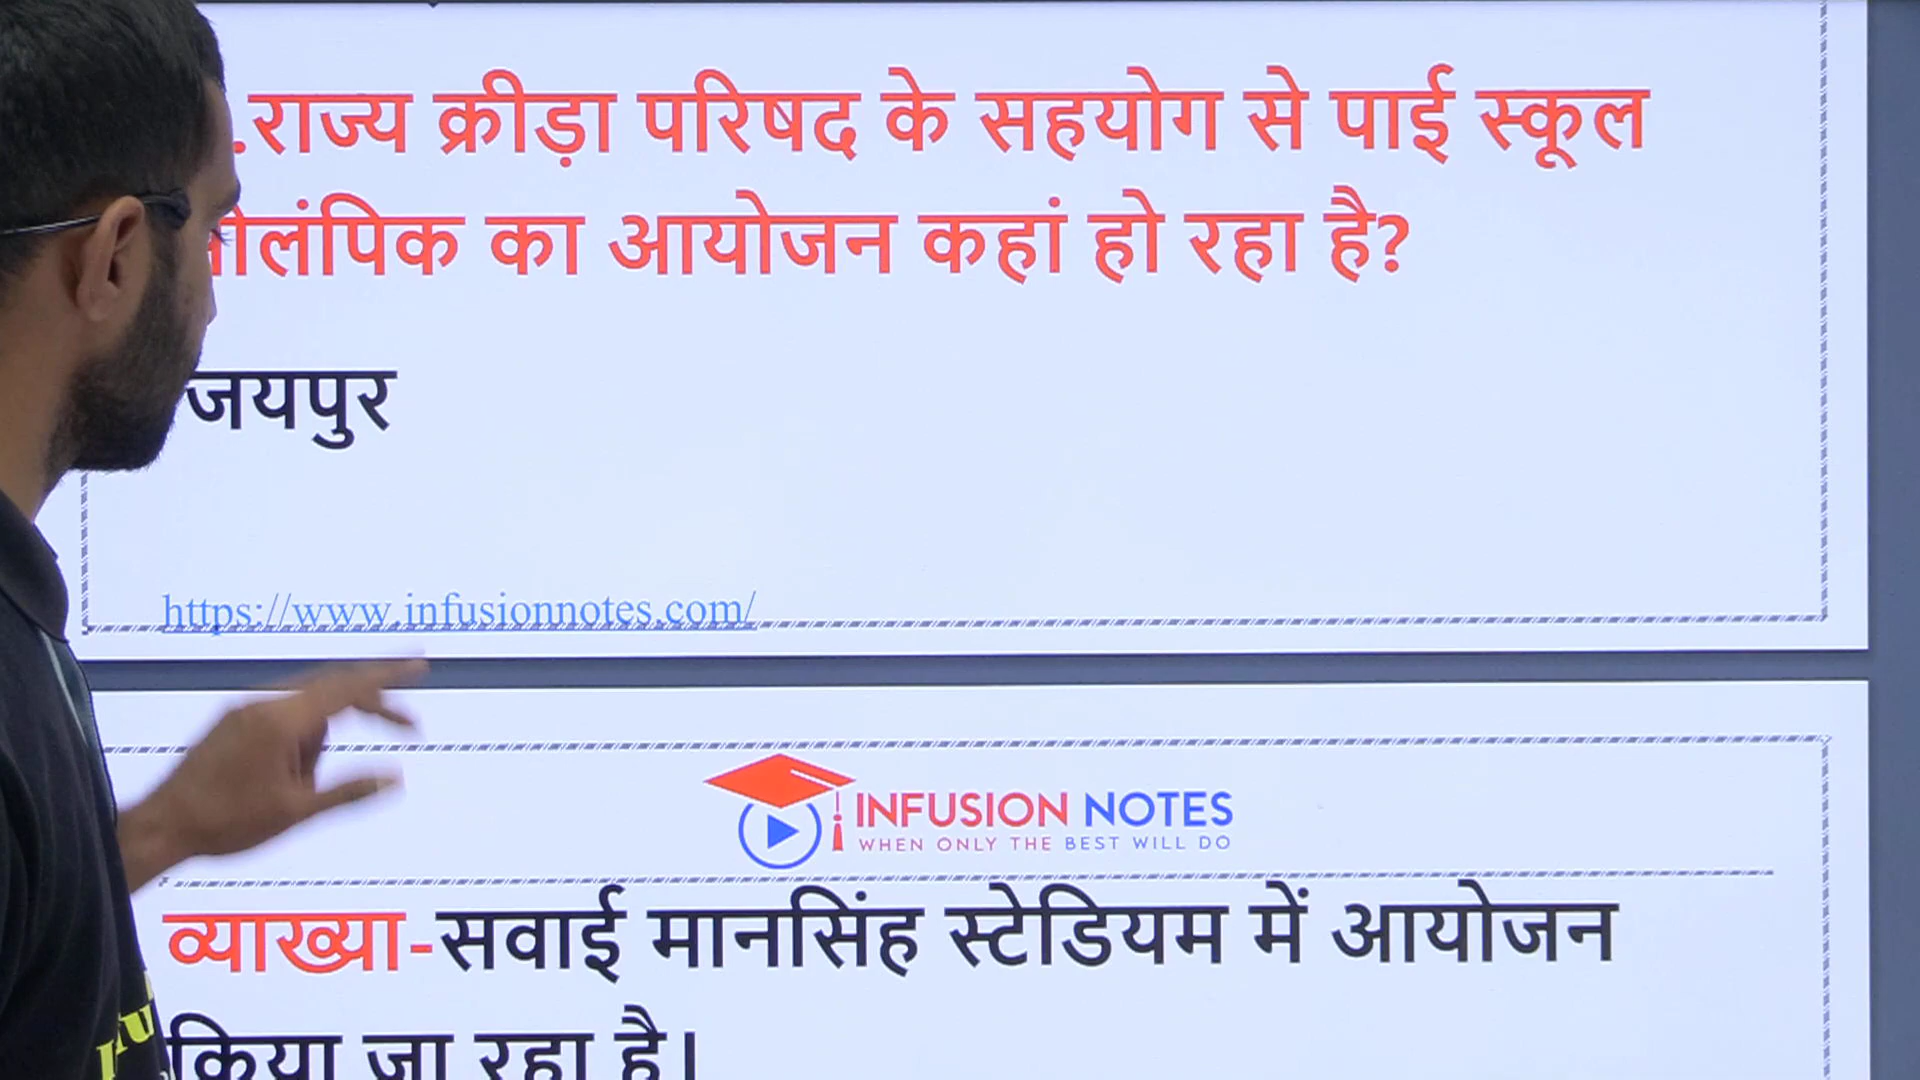 .राज्य क्रीड़ा परिषद के सहयोग से पाई स्कूल
का आयोजन कहां हो रहा है?
जयपुर
https://www.infusionnotes.com/
INFUSION NOTES
WHEN ONLY THE BEST WILL DO
व्याख्या-सवाई मानसिंह स्टेडियम में आयोजन
किया जा रहा है।